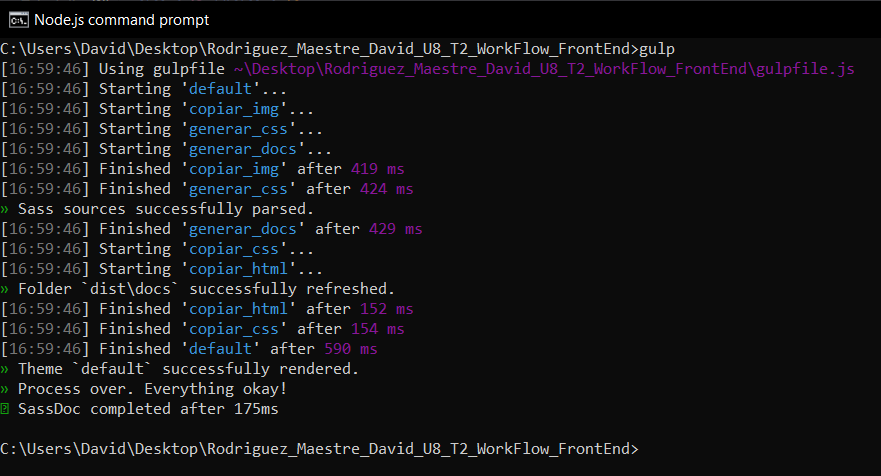 Node.js command prompt
C:\Users\David\Desktop\Rodriguez_Maestre_David_U8_T2_WorkFlow_FrontEnd>gulp
[16:59:46] Using gulpfile ~\Desktop\Rodriguez_Maestre_David_U8_T2_WorkFlow_FrontEnd\gulpfile.js
[16:59:46] Starting 'default'...
[16:59:46] Starting 'copiar_img'...
[16:59:46] Starting 'generar_css'...
[16:59:46] Starting 'generar_docs'...
[16:59:46] Finished 'copiar_img' after 419 ms
[16:59:46] Finished 'generar_css' after 424 ms
» Sass sources successfully parsed.
[16:59:46] Finished 'generar_docs' after 429 ms
[16:59:46] Starting 'copiar_css'...
[16:59:46] Starting 'copiar_html'...
» Folder `dist\docs` successfully refreshed.
[16:59:46] Finished 'copiar_html' after 152 ms
[16:59:46] Finished 'copiar_css' after 154 ms
[16:59:46] Finished 'default' after 590 ms
» Theme `default` successfully rendered.
» Process over. Everything okay!
SassDoc completed after 175ms
C:\Users\David\Desktop\Rodriguez_Maestre_David_U8_T2_WorkFlow_FrontEnd>